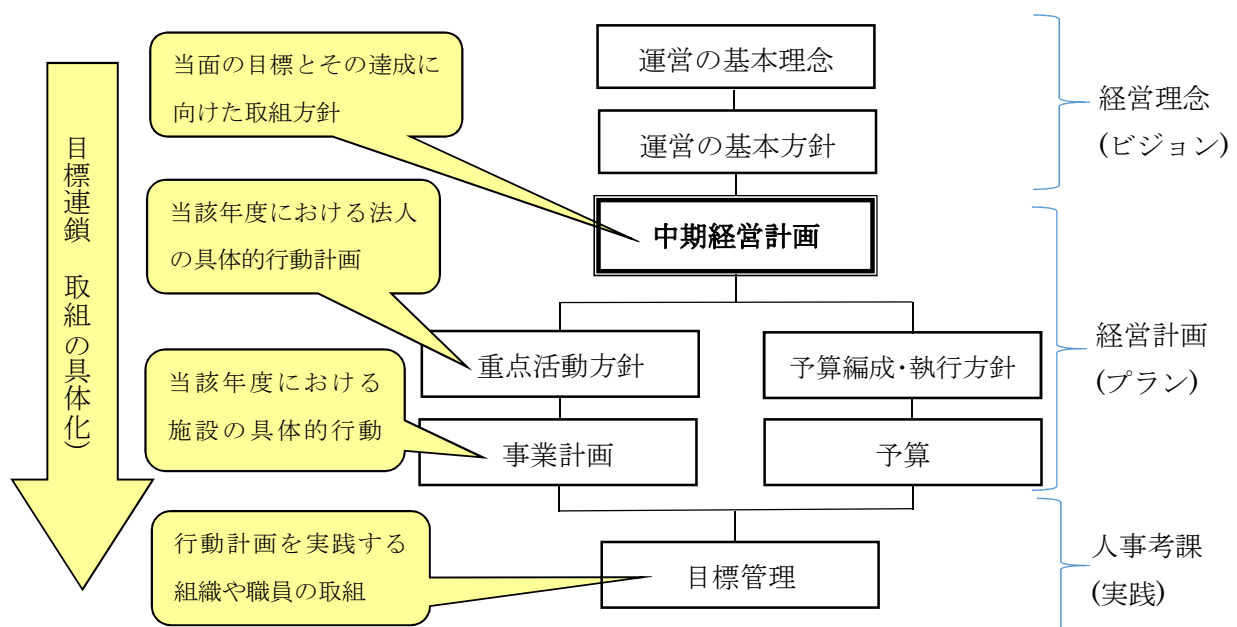 当面の目標とその達成に
向けた取組方針
運営の基本理念
運営の基本方針
経営理念
(ビジョン)
目標連鎖 取組の具体化）
当該年度における法人
の具体的行動計画
中期経営計画
重点活動方針
予算編成・執行方針
経営計画
(プラン)
当該年度における
施設の具体的行動
事業計画
予算
行動計画を実践する
組織や職員の取組
目標管理
人事考課
(実践)